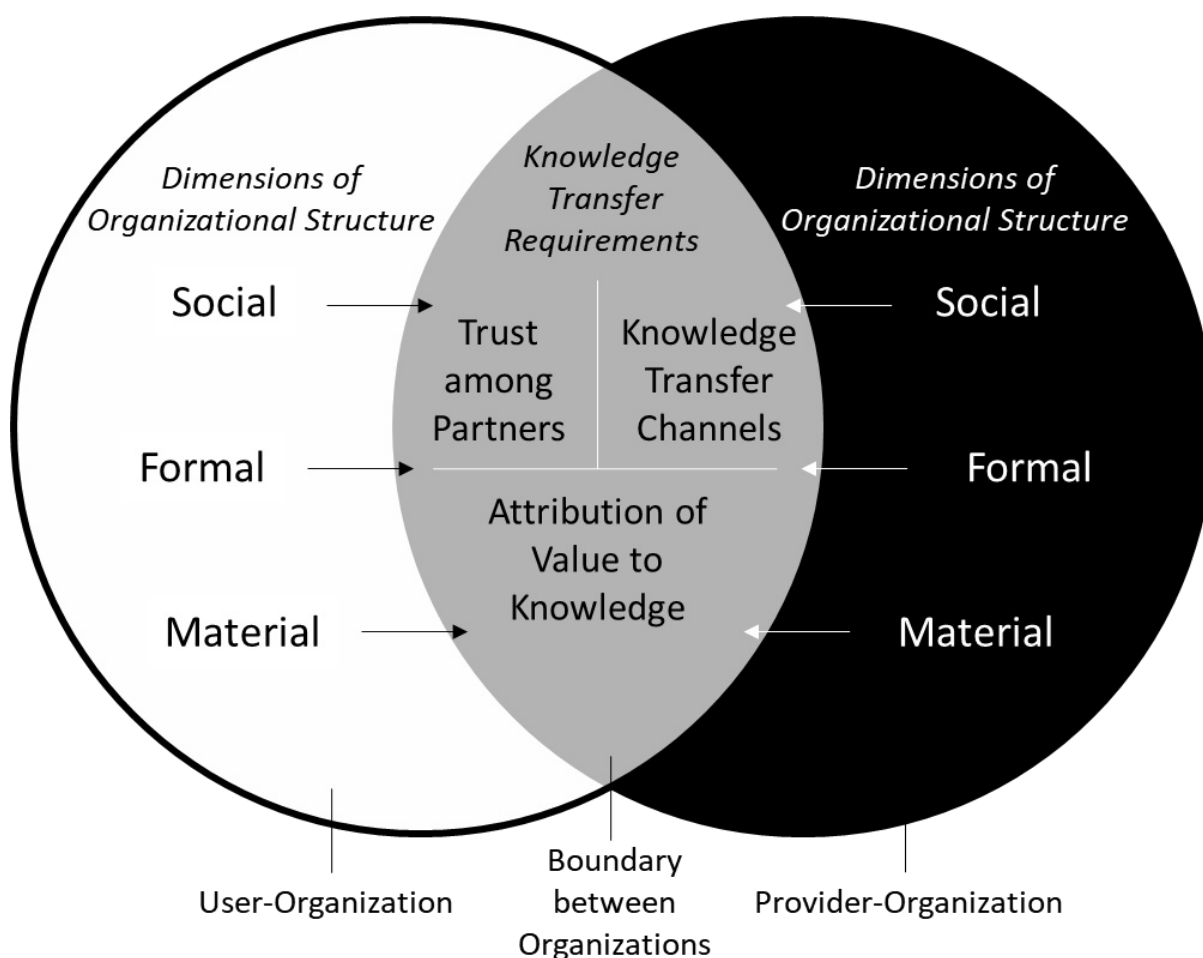 Dimensions of
Organizational Structure
Social
Formal
Material
Knowledge
Transfer
Requirements
Trust
among
Partners
Knowledge
Transfer
Channels
Attribution of
Value to
Knowledge
Dimensions of
Organizational Structure
Social
Formal
Material
User-Organization
Boundary
between
Organizations
Provider-Organization